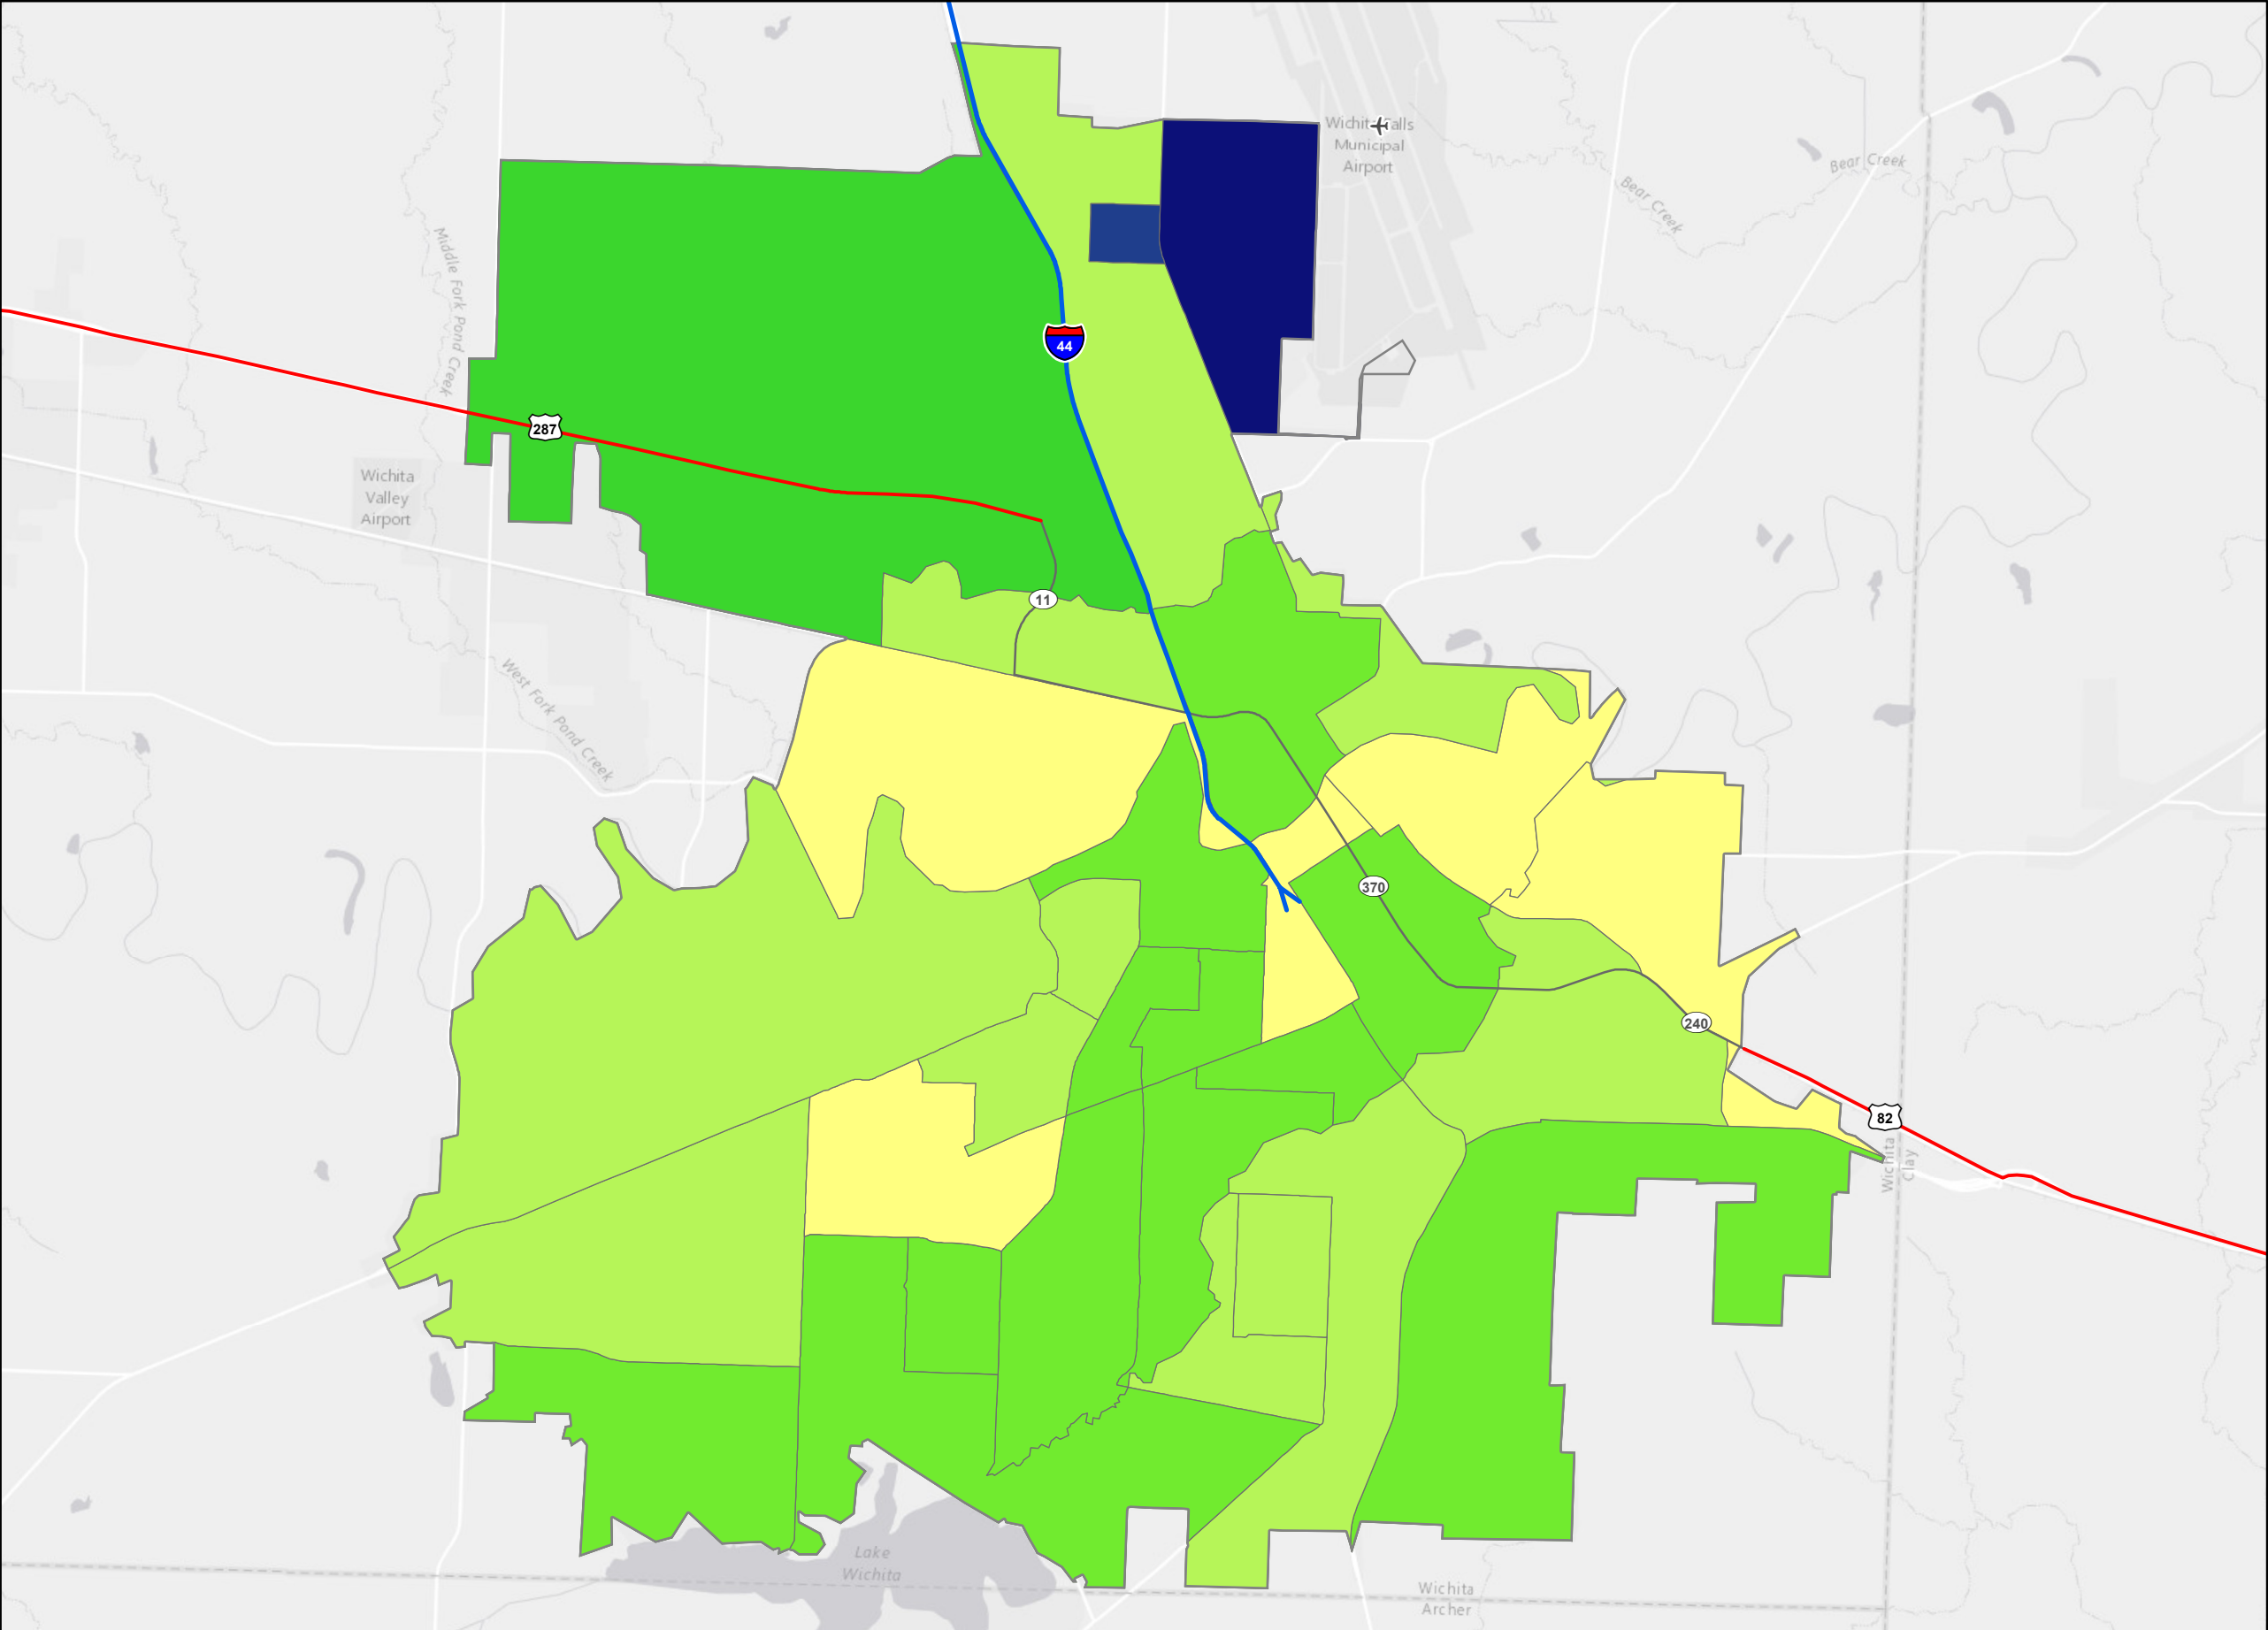 Wichita Falls
Municipal
Airport
Bear Creek
Bear Creek
Middle Fork Pond Creek
44
287
Wichita
Valley
Airport
11
West Fork Pond Creek
370
240
82
Wichita
Clay
Lake
Wichita
Wichita
Archer